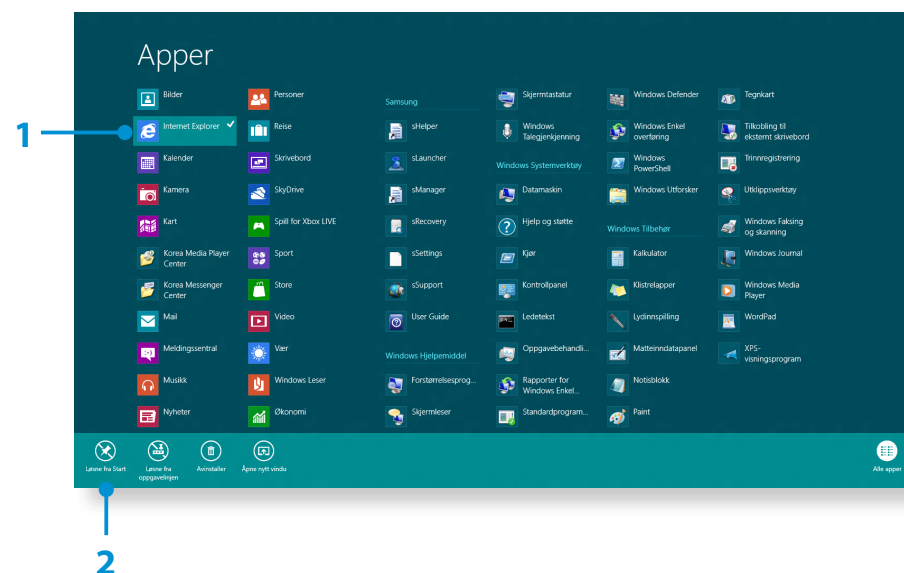 Apper
1
Bilder
Internet Explorer
Kalender
Kamera
Kart
Korea Media Player
Center
Korea Messenger
Center
Mail
Meldingssentral
Musikk
Nyheter
Personer
Reise
Skrivebord
SkyDrive
Spill for Xbox LIVE
Sport
Store
Video
Vær
Windows Leser
Økonomi
Samsung
sHelper
sLauncher
sManager
sRecovery
sSettings
sSupport
User Guide
Windows Hjelpemiddel
Forstørrelsesprog...
Skjermleser
Skjermtastatur
Windows
Talegjenkjenning
Windows Systemverktøy
Datamaskin
Hjelp og støtte
Kjør
Kontrollpanel
Ledetekst
Oppgavebehandli...
Rapporter for
Windows Enkel...
Standardprogram...
Windows Defender
Windows Enkel
overføring
Windows
PowerShell
Windows Utforsker
Windows Tilbehør
Kalkulator
Klistrelapper
Lydinnspilling
Matteinndatapanel
Notisblokk
Paint
Tegnkart
Tilkobling til
eksternt skrivebord
Trinnregistrering
Utklippsverktøy
Windows Faksing
og skanning
Windows Journal
Windows Media
Player
WordPad
XPS-
visningsprogram
Løsne fra Start
Løsne fra
oppgavelinjen
Avinstaller
Åpne nytt vindu
Alle apper
2